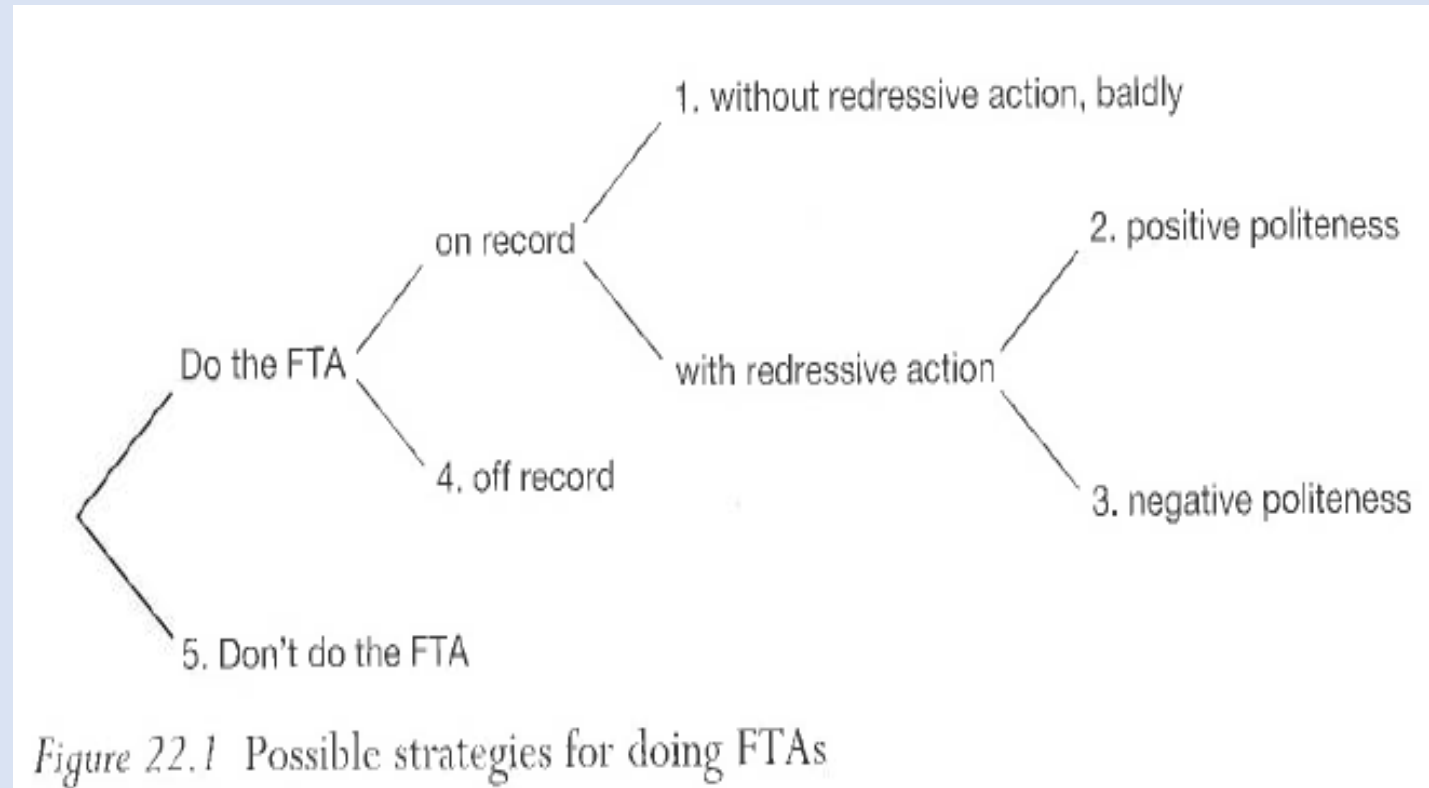 1. without redressive action, baldly
on record
2. positive politeness
Do the FTA
with redressive action
4. off record
3. negative politeness
5. Don't do the FTA
Figure 22.1 Possible strategies for doing FTAs